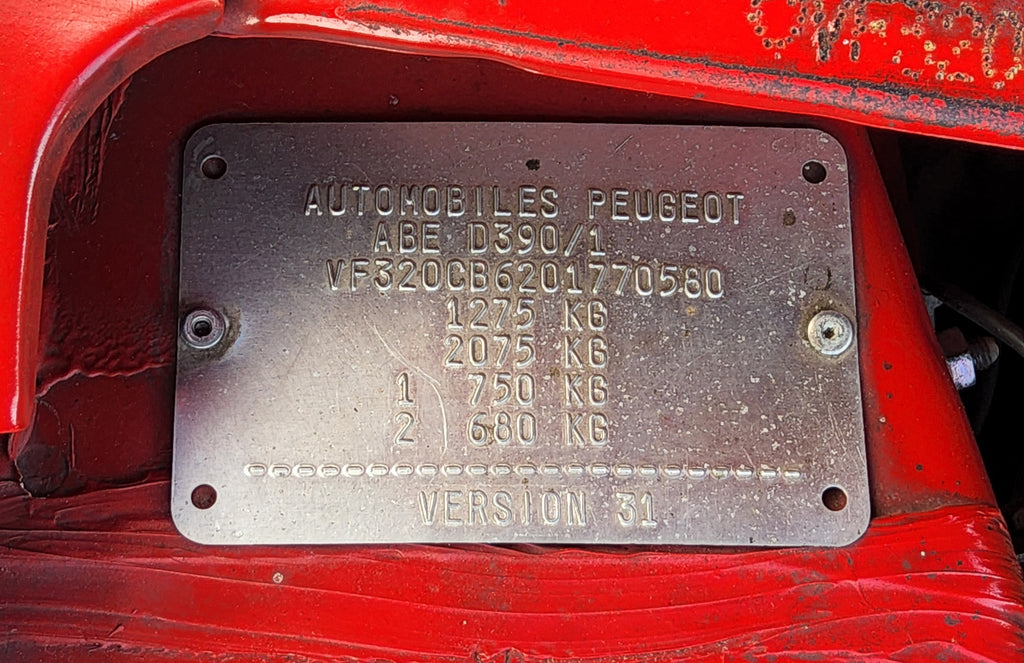 AUTOMOBILES PEUGEOT
ABE D390/1
VF320CB6201770580
1275 KG
2075 KG
1 750 KG
2 680 KG
VERSION 31